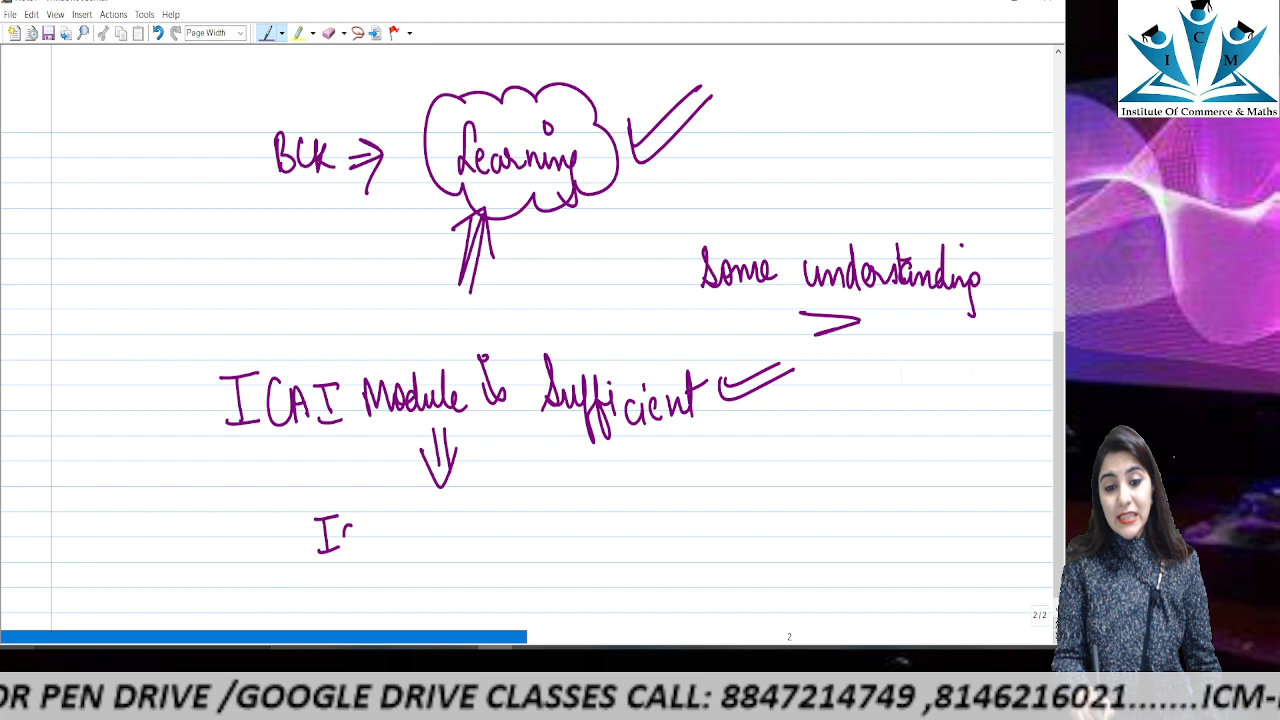 File Edit View Insert Actions Tools Help
Page Width
I C M
Institute Of Commerce & Maths
BCK ⇒ Learning
Some understanding
ICAI Module is Sufficient
2/2
2
OR PEN DRIVE /GOOGLE DRIVE CLASSES CALL: 8847214749 ,8146216021.......ICM-